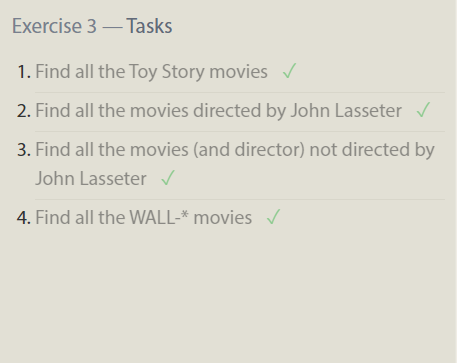 Exercise 3 — Tasks
1. Find all the Toy Story movies ✓
2. Find all the movies directed by John Lasseter ✓
3. Find all the movies (and director) not directed by
John Lasseter ✓
4. Find all the WALL-* movies ✓